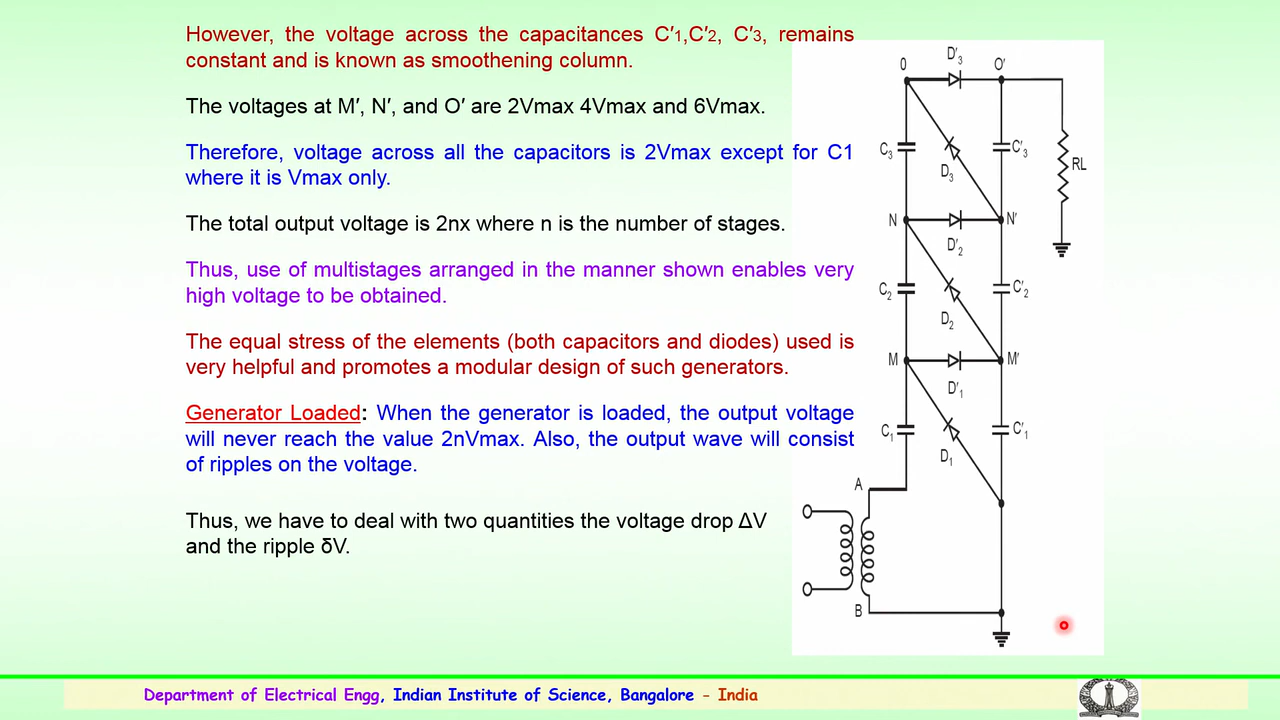 However, the voltage across the capacitances C′1,C′2, C′3, remains
constant and is known as smoothening column.
The voltages at M′, N′, and O′ are 2Vmax 4Vmax and 6Vmax.
Therefore, voltage across all the capacitors is 2Vmax except for C1
where it is Vmax only.
The total output voltage is 2nx where n is the number of stages.
Thus, use of multistages arranged in the manner shown enables very
high voltage to be obtained.
The equal stress of the elements (both capacitors and diodes) used is
very helpful and promotes a modular design of such generators.
Generator Loaded: When the generator is loaded, the output voltage
will never reach the value 2nVmax. Also, the output wave will consist
of ripples on the voltage.
Thus, we have to deal with two quantities the voltage drop ΔV
and the ripple δV.
0 D′3 O′
C3 D3 C′3 RL
N D′2 N′
C2 D2 C′2
M D′1 M′
C1 D1 C′1
A
B
Department of Electrical Engg, Indian Institute of Science, Bangalore - India